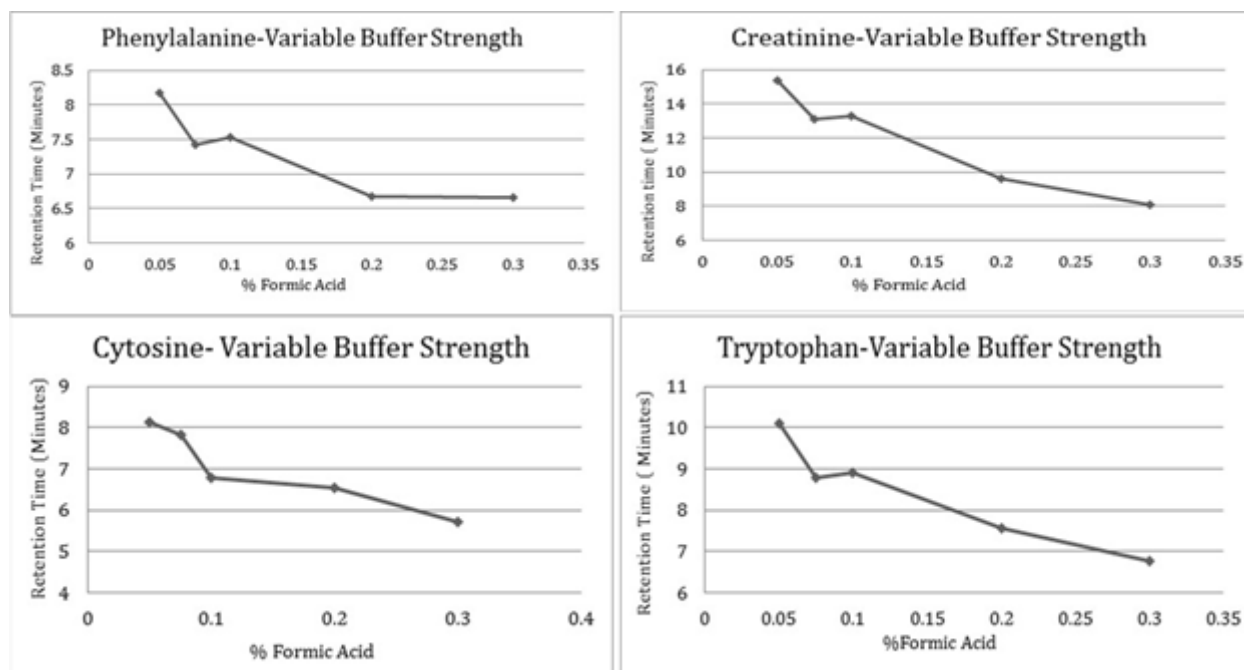 Phenylalanine-Variable Buffer Strength
Retention Time (Minutes)
8.5
8
7.5
7
6.5
6
0 0.05 0.1 0.15 0.2 0.25 0.3 0.35
% Formic Acid
Creatinine-Variable Buffer Strength
Retention time ( Minutes)
16
14
12
10
8
6
0 0.05 0.1 0.15 0.2 0.25 0.3 0.35
% Formic Acid
Cytosine- Variable Buffer Strength
Retention Time (Minutes)
9
8
7
6
5
4
0 0.1 0.2 0.3 0.4
% Formic Acid
Tryptophan-Variable Buffer Strength
Retention Time ( Minutes)
11
10
9
8
7
6
0 0.05 0.1 0.15 0.2 0.25 0.3 0.35
%Formic Acid